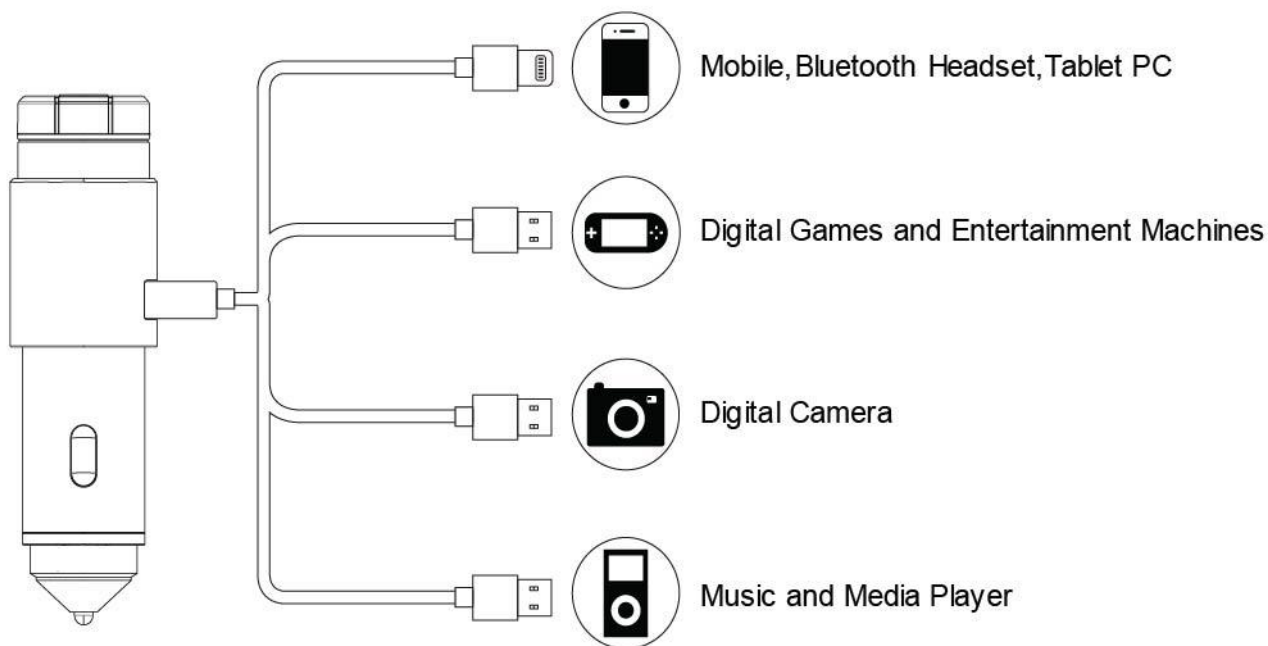 Mobile,Bluetooth Headset,Tablet PC
Digital Games and Entertainment Machines
Digital Camera
Music and Media Player